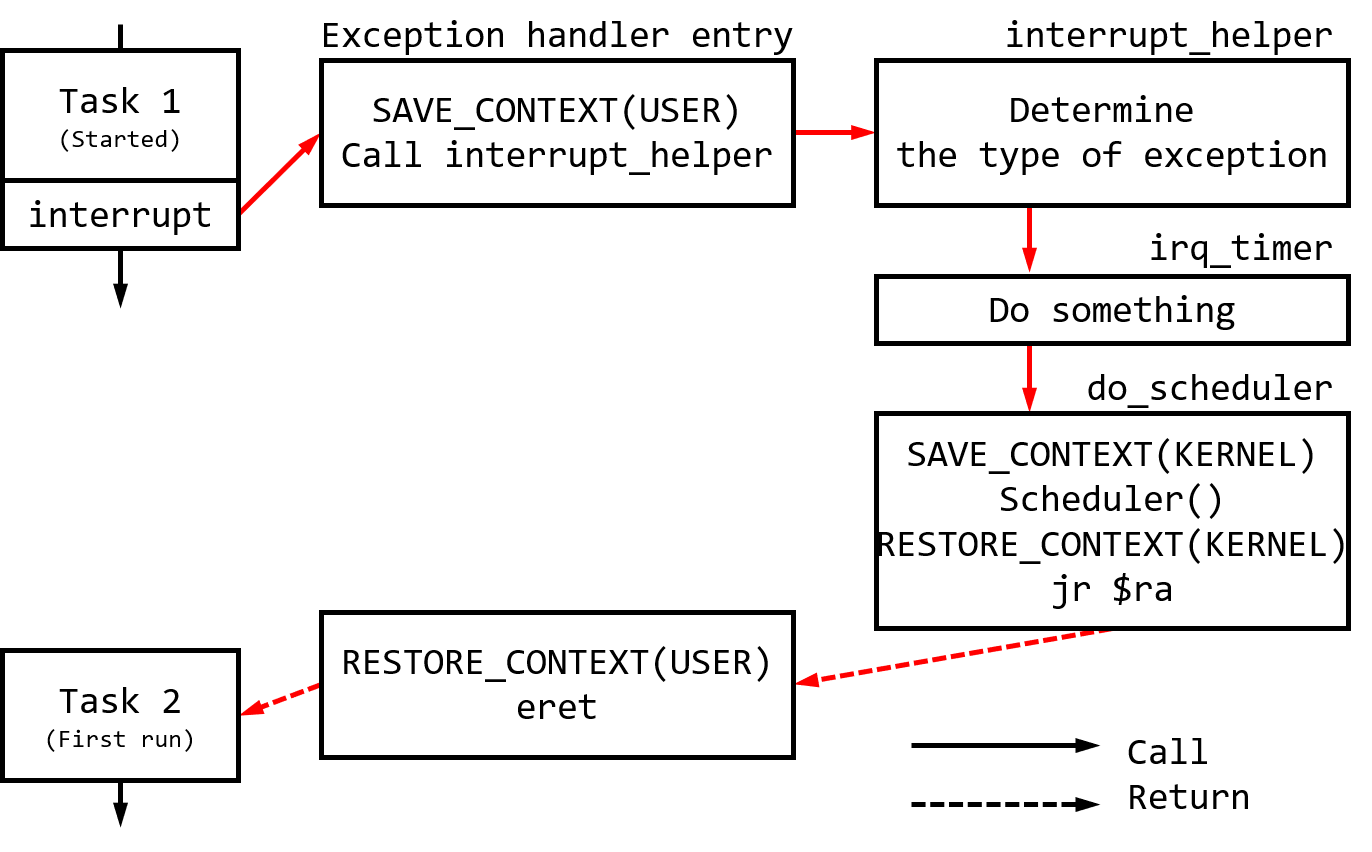 Task 1
(Started)
interrupt
Exception handler entry
SAVE_CONTEXT(USER)
Call interrupt_helper
interrupt_helper
Determine
the type of exception
irq_timer
Do something
do_scheduler
SAVE_CONTEXT(KERNEL)
Scheduler()
RESTORE_CONTEXT(KERNEL)
jr $ra
RESTORE_CONTEXT(USER)
eret
Task 2
(First run)
Call
Return